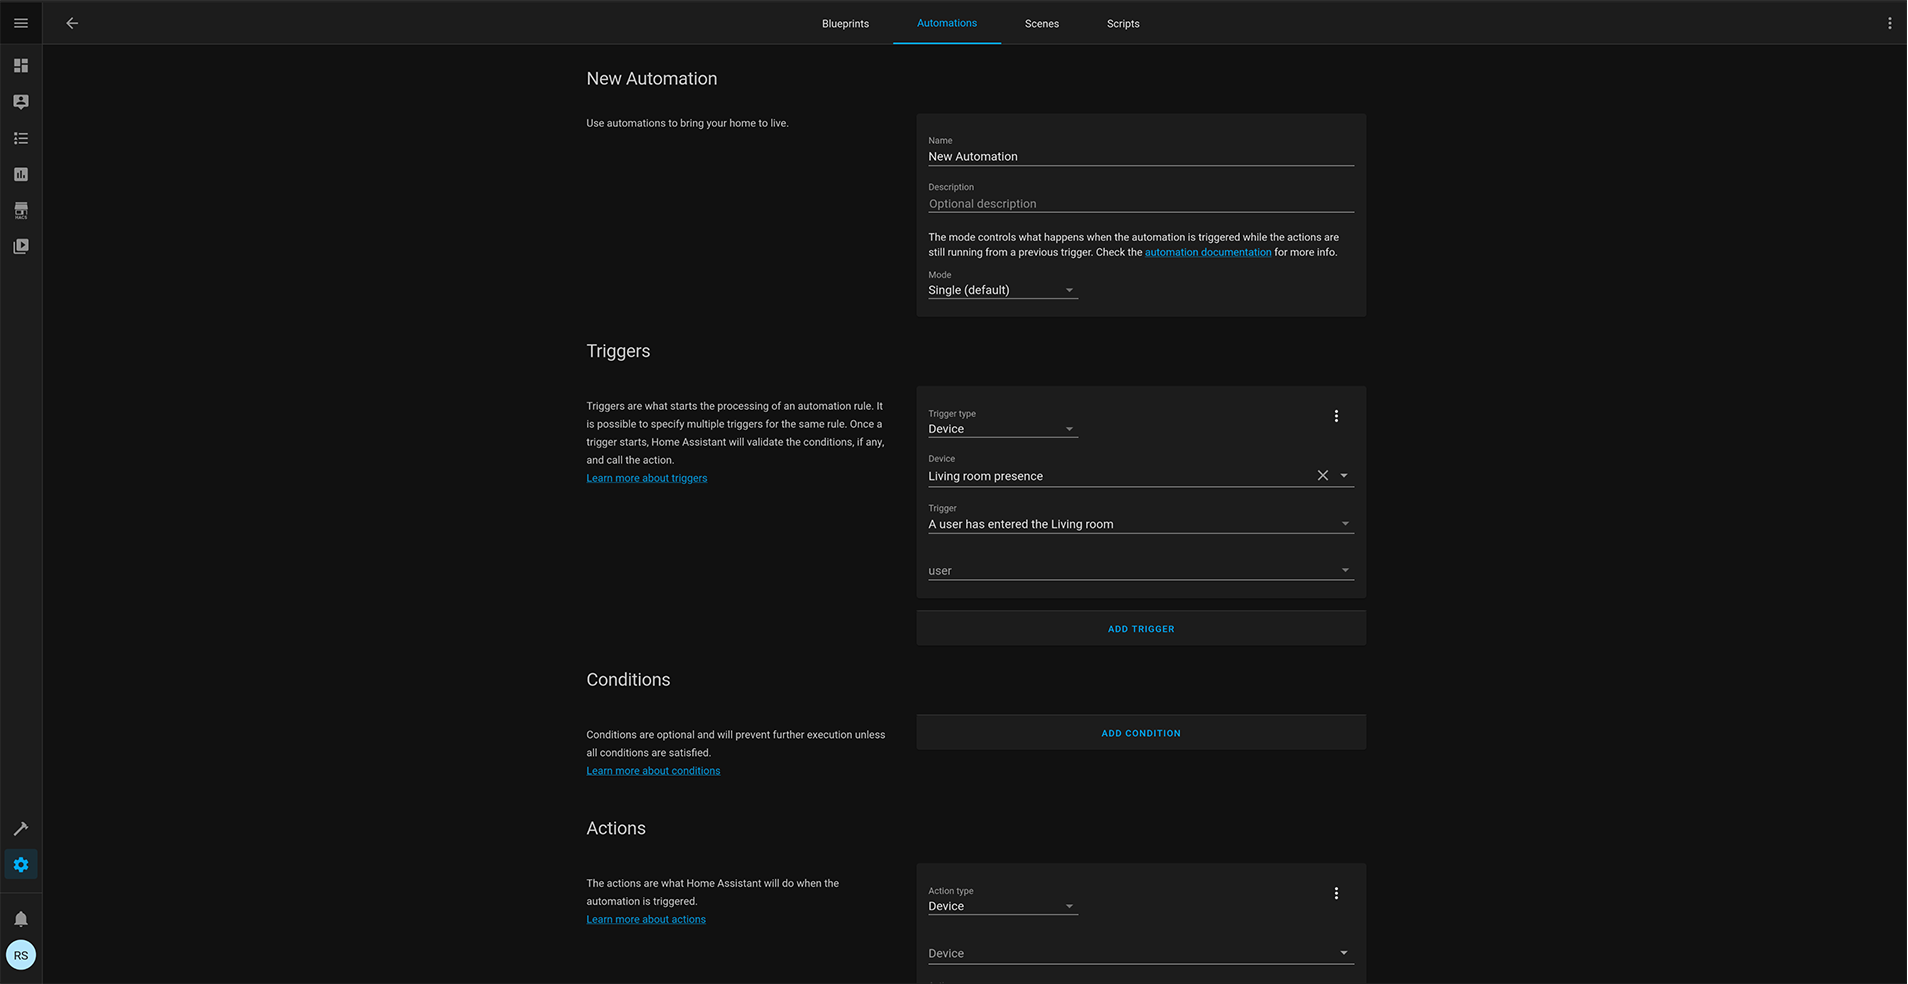 Blueprints
Automations
Scenes
Scripts
New Automation
Use automations to bring your home to live.
Name
New Automation
Description
Optional description
The mode controls what happens when the automation is triggered while the actions are
still running from a previous trigger. Check the automation documentation for more info.
Mode
Single (default)
Triggers
Triggers are what starts the processing of an automation rule. It
is possible to specify multiple triggers for the same rule. Once a
trigger starts, Home Assistant will validate the conditions, if any,
and call the action.
Learn more about triggers
Trigger type
Device
Device
Living room presence
Trigger
A user has entered the Living room
user
ADD TRIGGER
Conditions
Conditions are optional and will prevent further execution unless
all conditions are satisfied.
Learn more about conditions
ADD CONDITION
Actions
The actions are what Home Assistant will do when the
automation is triggered.
Learn more about actions
Action type
Device
Device
HACS
RS